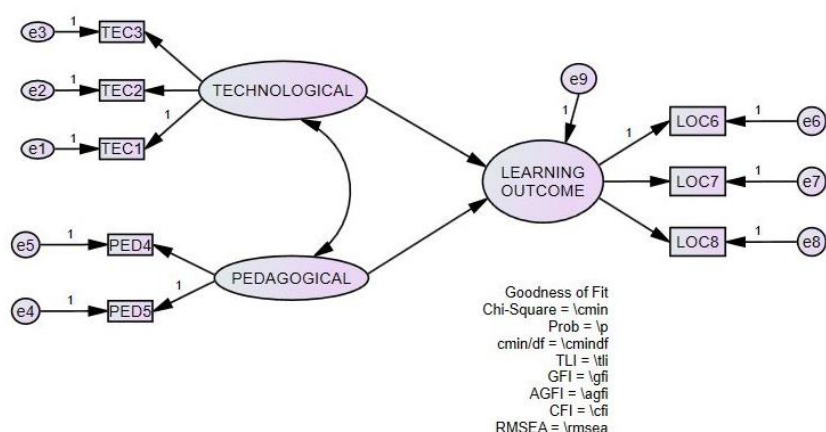 e3
1
TEC3
e2
1
TEC2
e1
1
TEC1
1
TECHNOLOGICAL
e5
1
PED4
e4
1
PED5
1
PEDAGOGICAL
e9
1
LEARNING
OUTCOME
1
LOC6
1
e6
LOC7
1
e7
LOC8
1
e8
Goodness of Fit
Chi-Square = \cmin
Prob = \p
cmin/df = \cmindf
TLI = \tli
GFI = \gfi
AGFI = \agfi
CFI = \cfi
RMSEA = \rmsea